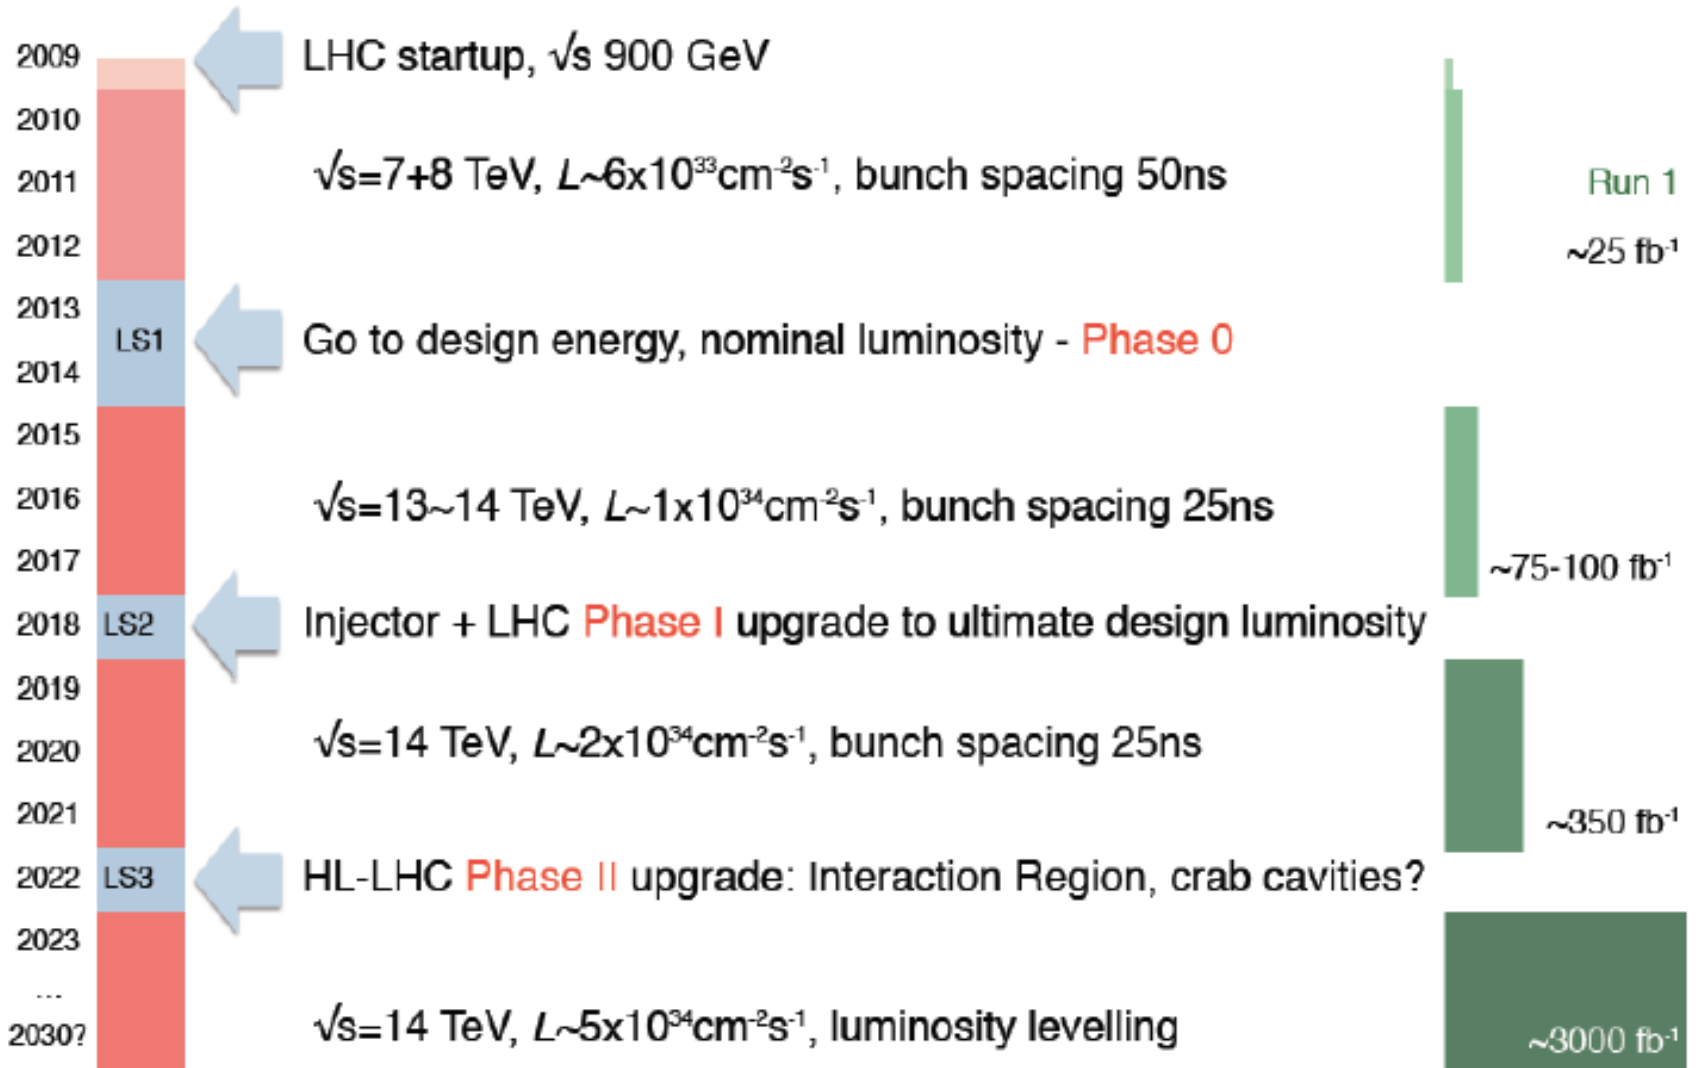 2009 LHC startup, √s 900 GeV
2010
√s=7+8 TeV, L~6x10³³cm⁻²s⁻¹, bunch spacing 50ns
2011 Run 1
2012 ~25 fb⁻¹
2013
LS1 Go to design energy, nominal luminosity - Phase 0
2014
2015
2016 √s=13~14 TeV, L~1x10³⁴cm⁻²s⁻¹, bunch spacing 25ns
2017 ~75-100 fb⁻¹
2018 LS2 Injector + LHC Phase I upgrade to ultimate design luminosity
2019
2020 √s=14 TeV, L~2x10³⁴cm⁻²s⁻¹, bunch spacing 25ns
2021 ~350 fb⁻¹
2022 LS3 HL-LHC Phase II upgrade: Interaction Region, crab cavities?
2023
...
2030? √s=14 TeV, L~5x10³⁴cm⁻²s⁻¹, luminosity levelling ~3000 fb⁻¹